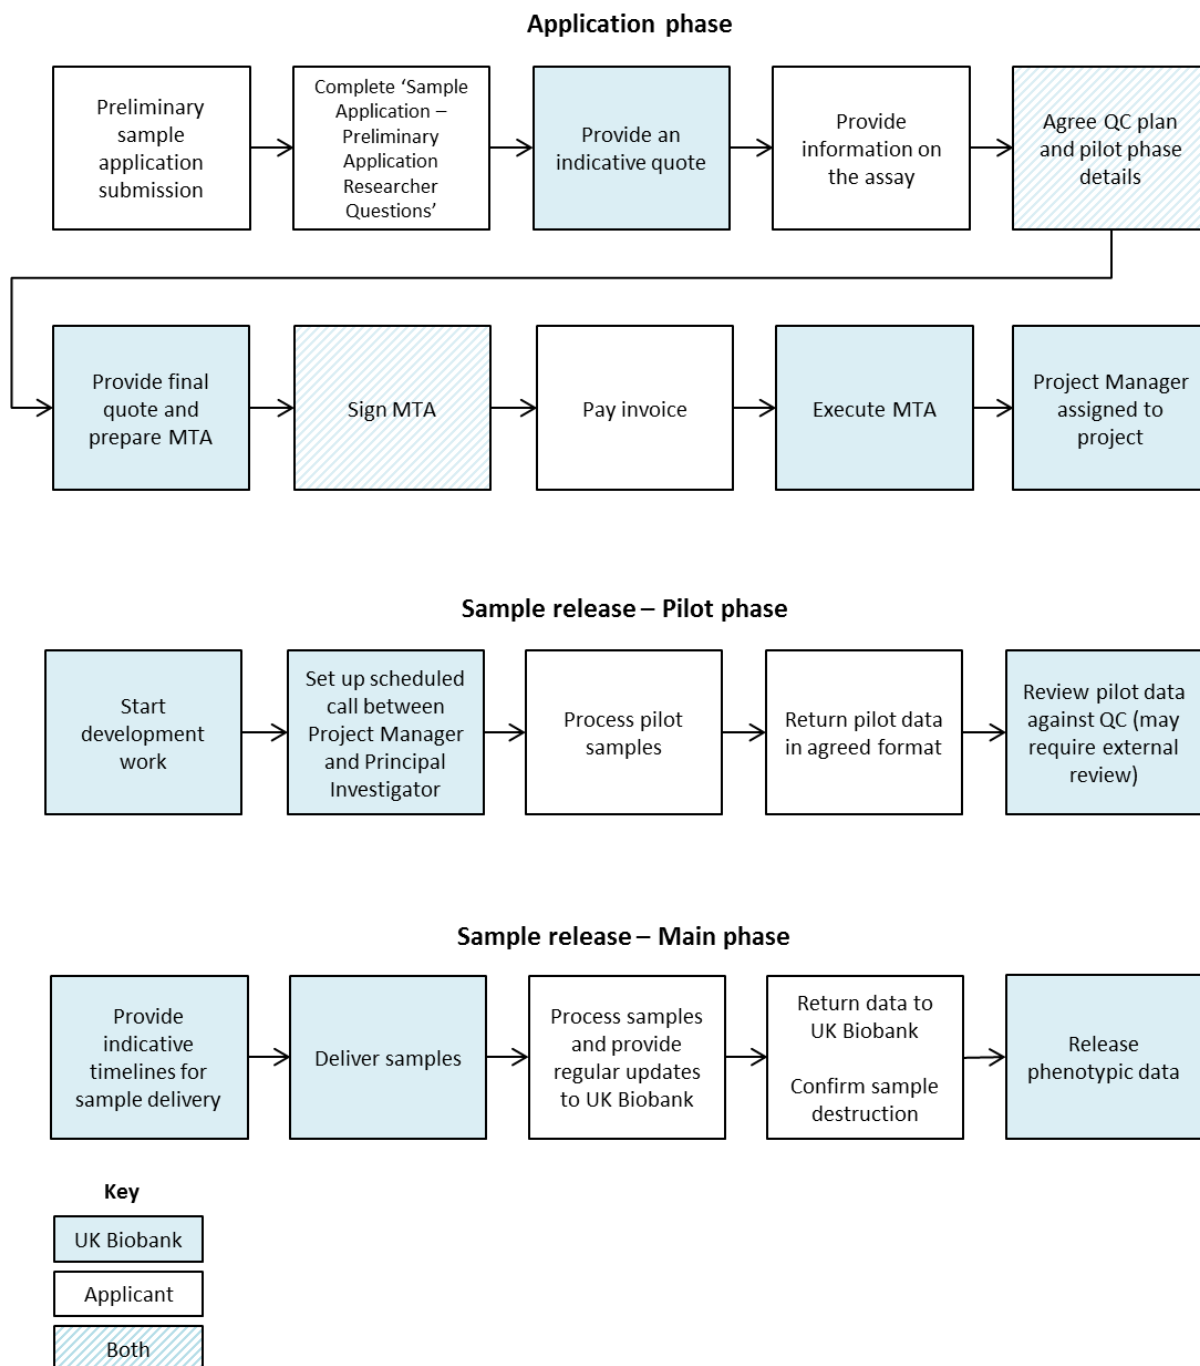 Application phase
Preliminary
sample
application
submission
Complete ‘Sample
Application –
Preliminary
Application
Researcher
Questions’
Provide an
indicative quote
Provide
information on
the assay
Agree QC plan
and pilot phase
details
Provide final
quote and
prepare MTA
Sign MTA
Pay invoice
Execute MTA
Project Manager
assigned to
project
Sample release – Pilot phase
Start
development
work
Set up scheduled
call between
Project Manager
and Principal
Investigator
Process pilot
samples
Return pilot data
in agreed format
Review pilot data
against QC (may
require external
review)
Sample release – Main phase
Provide
indicative
timelines for
sample delivery
Deliver samples
Process samples
and provide
regular updates
to UK Biobank
Return data to
UK Biobank
Confirm sample
destruction
Release
phenotypic data
Key
UK Biobank
Applicant
Both